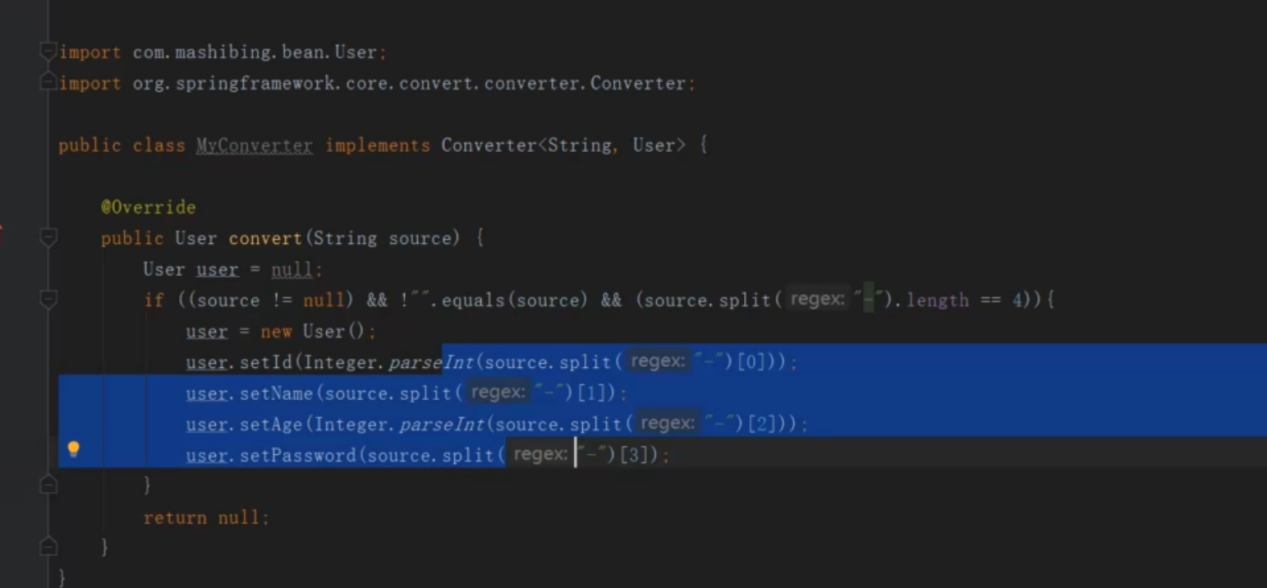 import com.mashibing.bean.User;
import org.springframework.core.convert.converter.Converter;
public class MyConverter implements Converter<String, User> {
@Override
public User convert(String source) {
User user = null;
if ((source != null) && !"".equals(source) && (source.split( regex: "-").length == 4)){
user = new User();
user.setId(Integer.parseInt(source.split( regex: "-")[0]));
user.setName(source.split( regex: "-")[1]);
user.setAge(Integer.parseInt(source.split( regex: "-")[2]));
user.setPassword(source.split( regex: "-")[3]);
}
return null;
}
}